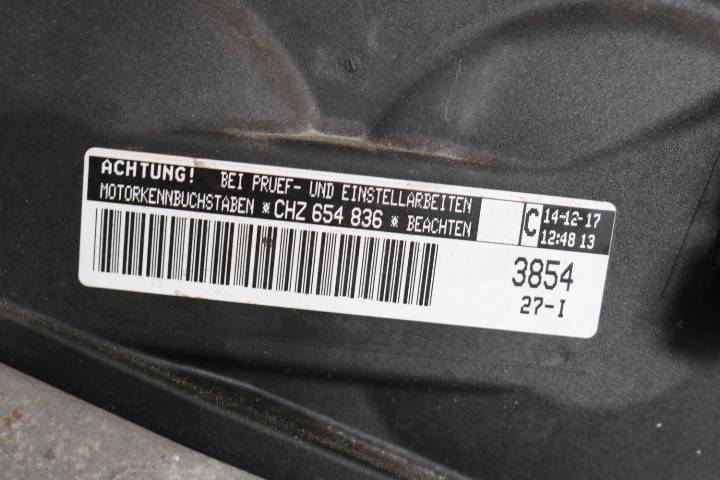 ACHTUNG! BEI PRUEF- UND EINSTELLARBEITEN
MOTORKENNBUCHSTABEN *CHZ 654 836 * BEACHTEN
C
14-12-17
12:48 13
3854
27-I